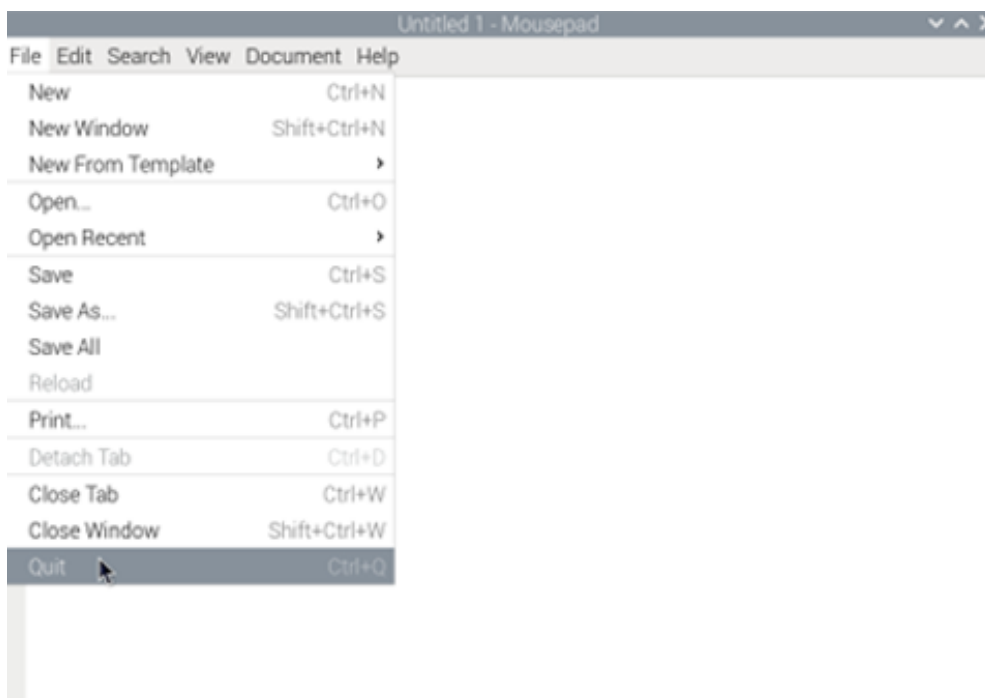 Untitled 1 - Mousepad
File Edit Search View Document Help
New Ctrl+N
New Window Shift+Ctrl+N
New From Template
Open... Ctrl+O
Open Recent
Save Ctrl+S
Save As... Shift+Ctrl+S
Save All
Reload
Print... Ctrl+P
Detach Tab Ctrl+D
Close Tab Ctrl+W
Close Window Shift+Ctrl+W
Quit Ctrl+Q